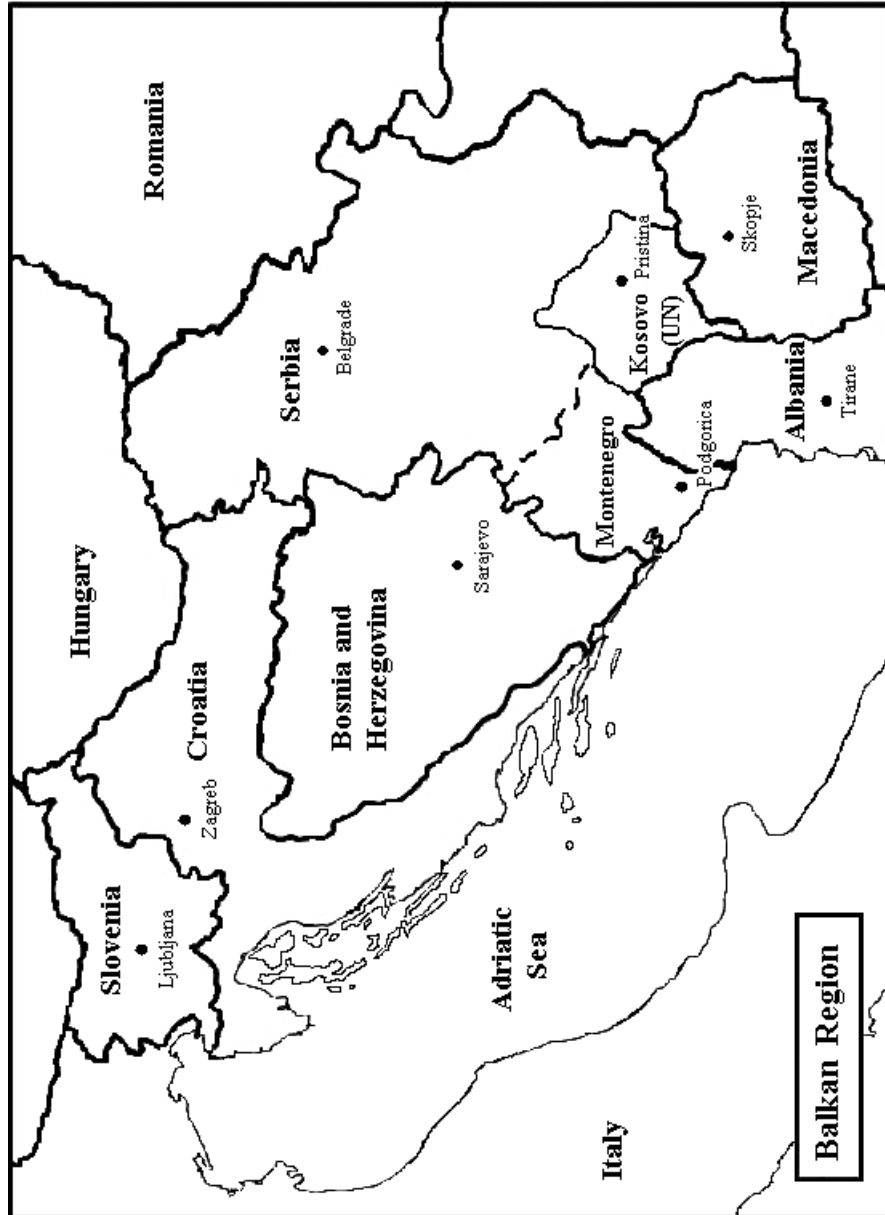 Hungary
Romania
Slovenia
Ljubljana
Croatia
Zagreb
Serbia
Belgrade
Bosnia and
Herzegovina
Sarajevo
Adriatic
Sea
Montenegro
Podgorica
Kosovo
(UN)
Pristina
Italy
Skopje
Macedonia
Albania
Tirane
Balkan Region